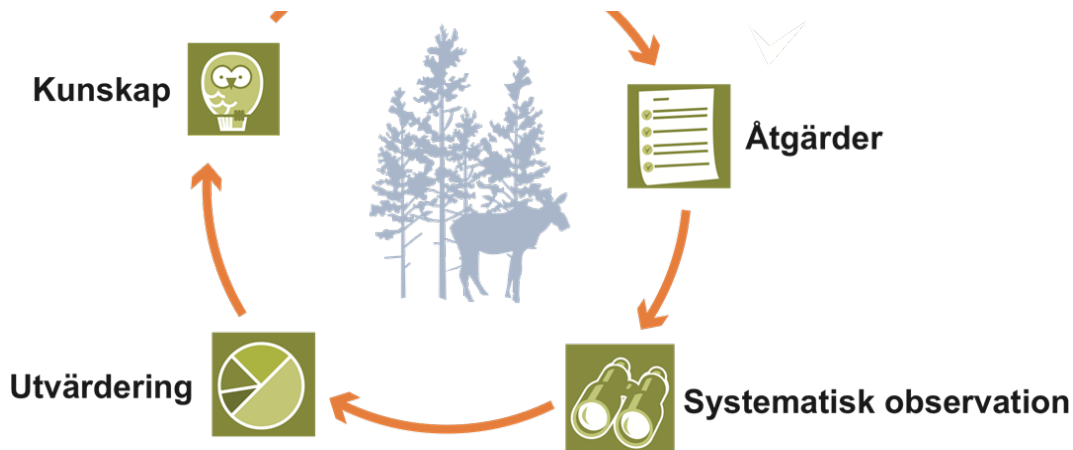 Kunskap
Åtgärder
Utvärdering
Systematisk observation